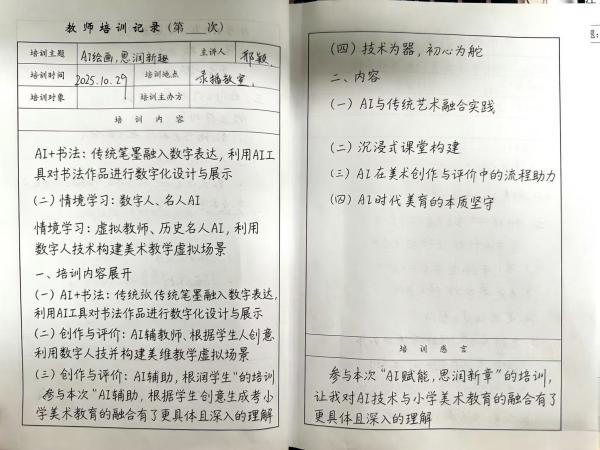 教师培训记录(第 次)
培训主题 AI绘画,思润新趣 主讲人
培训时间 2025.10.29 培训地点 录播教室
培训对象 培训主办方
培训内容
AI+书法:传统笔墨融入数字表达,利用AI工
具对书法作品进行数字化设计与展示
(二)情境学习:数字人、名人AI
情境学习:虚拟教师、历史名人AI,利用
数字人技术构建美术教学虚拟场景
一、培训内容展开
(一)AI+书法:传统 传统笔墨融入数字表达,
利用AI工具对书法作品进行数字化设计与展示
(二)创作与评价:AI辅教师、根据学生人创意
利用数字人技并构建美维教学虚拟场景
(三)创作与评价:AI辅助,根润学生"的培训
参与本次"AI辅助,根据学生创意生成考小
学美术教育的融合有了更具体且深入的理解
(四)技术为器,初心为舵
二、内容
(一)AI与传统艺术融合实践
(二)沉浸式课堂构建
(三)AI在美术创作与评价中的流程助力
(四)AI时代美育的本质坚守
培训感言
参与本次"AI赋能,思润新章"的培训,
让我对AI技术与小学美术教育的融合有了
更具体且深入的理解